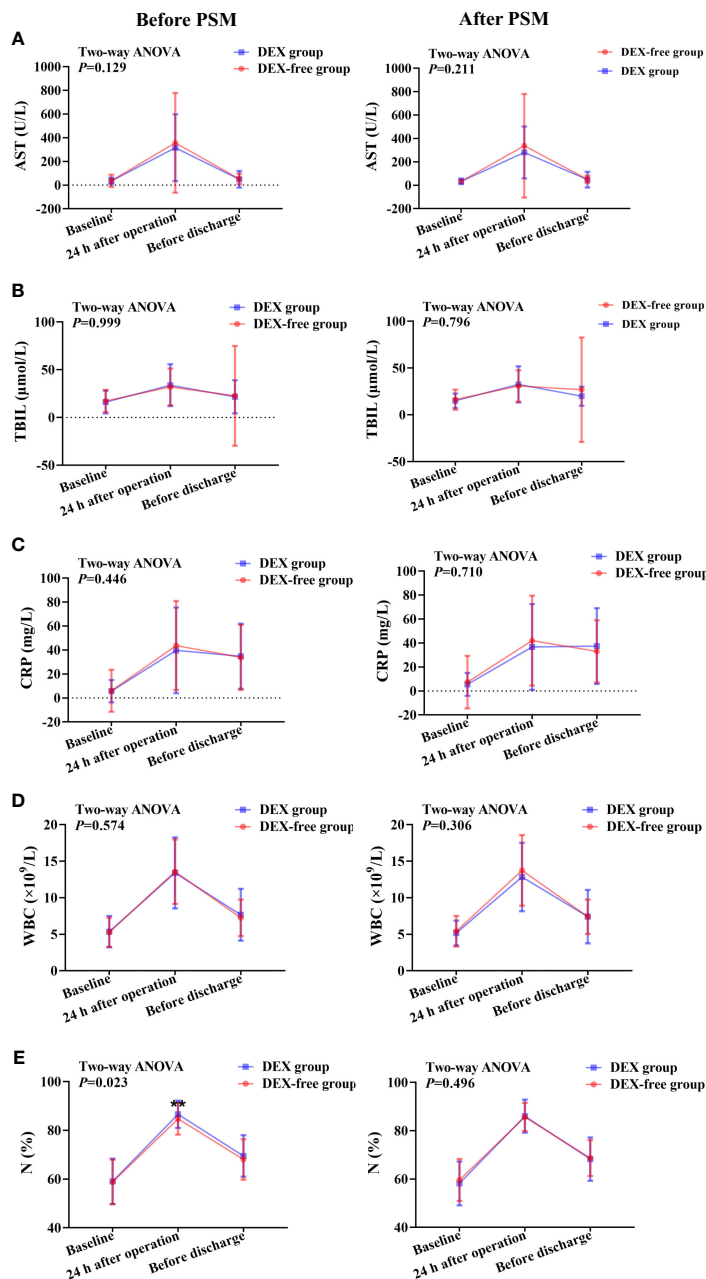 Before PSM
After PSM
A
Two-way ANOVA
P=0.129
DEX group
DEX-free group
AST (U/L)
1000
800
600
400
200
0
-200
Baseline
24 h after operation
Before discharge
Two-way ANOVA
P=0.211
DEX-free group
DEX group
AST (U/L)
1000
800
600
400
200
0
-200
Baseline
24 h after operation
Before discharge
B
Two-way ANOVA
P=0.999
DEX group
DEX-free group
TBIL (μmol/L)
100
50
0
-50
Baseline
24 h after operation
Before discharge
Two-way ANOVA
P=0.796
DEX-free group
DEX group
TBIL (μmol/L)
100
50
0
-50
Baseline
24 h after operation
Before discharge
C
Two-way ANOVA
P=0.446
DEX group
DEX-free group
CRP (mg/L)
100
80
60
40
20
0
-20
Baseline
24 h after operation
Before discharge
Two-way ANOVA
P=0.710
DEX group
DEX-free group
CRP (mg/L)
100
80
60
40
20
0
-20
Baseline
24 h after operation
Before discharge
D
Two-way ANOVA
P=0.574
DEX group
DEX-free group
WBC (×10⁹/L)
20
15
10
5
0
Baseline
24 h after operation
Before discharge
Two-way ANOVA
P=0.306
DEX group
DEX-free group
WBC (×10⁹/L)
20
15
10
5
0
Baseline
24 h after operation
Before discharge
E
Two-way ANOVA
P=0.023
DEX group
DEX-free group
N (%)
100
80
60
40
**
Baseline
24 h after operation
Before discharge
Two-way ANOVA
P=0.496
DEX group
DEX-free group
N (%)
100
80
60
40
Baseline
24 h after operation
Before discharge